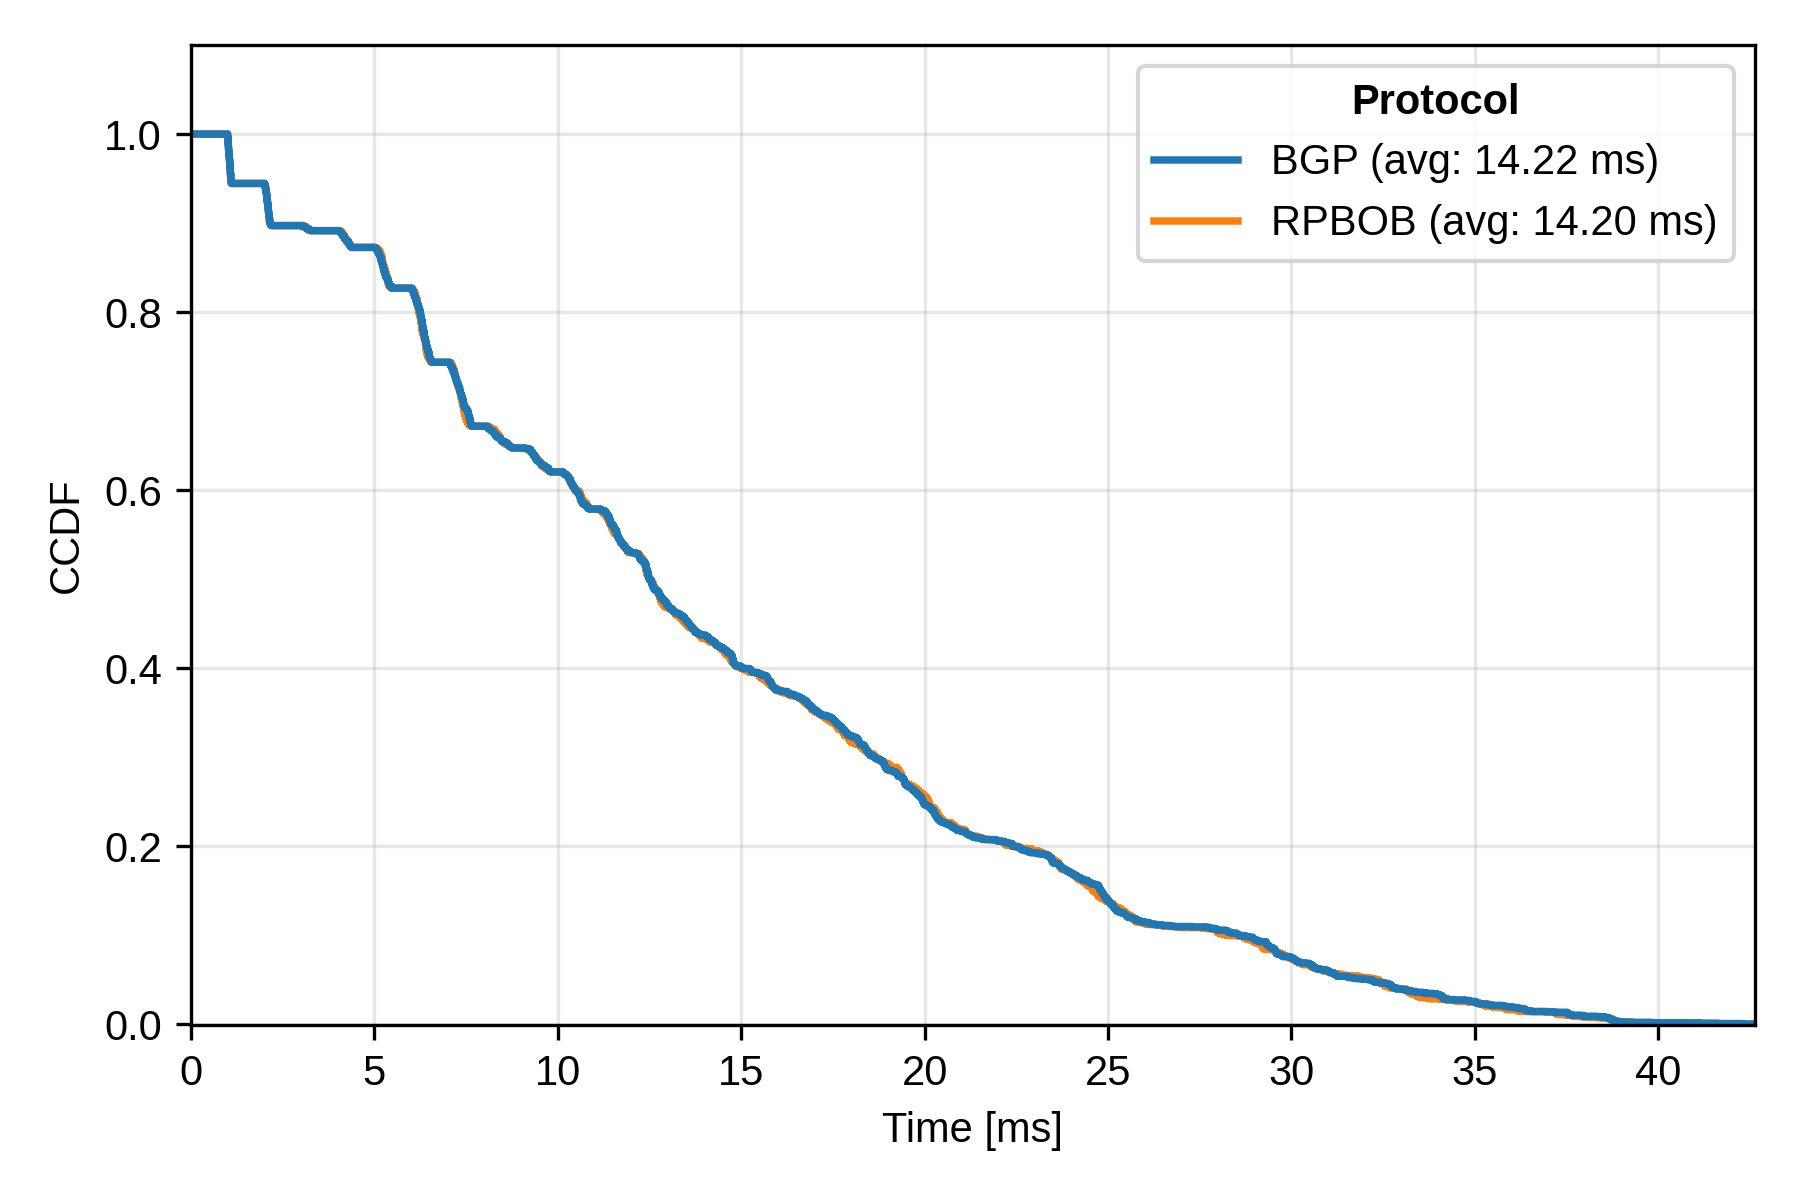 Protocol
BGP (avg: 14.22 ms)
RPBOB (avg: 14.20 ms)
CCDF
1.0
0.8
0.6
0.4
0.2
0.0
0 5 10 15 20 25 30 35 40
Time [ms]